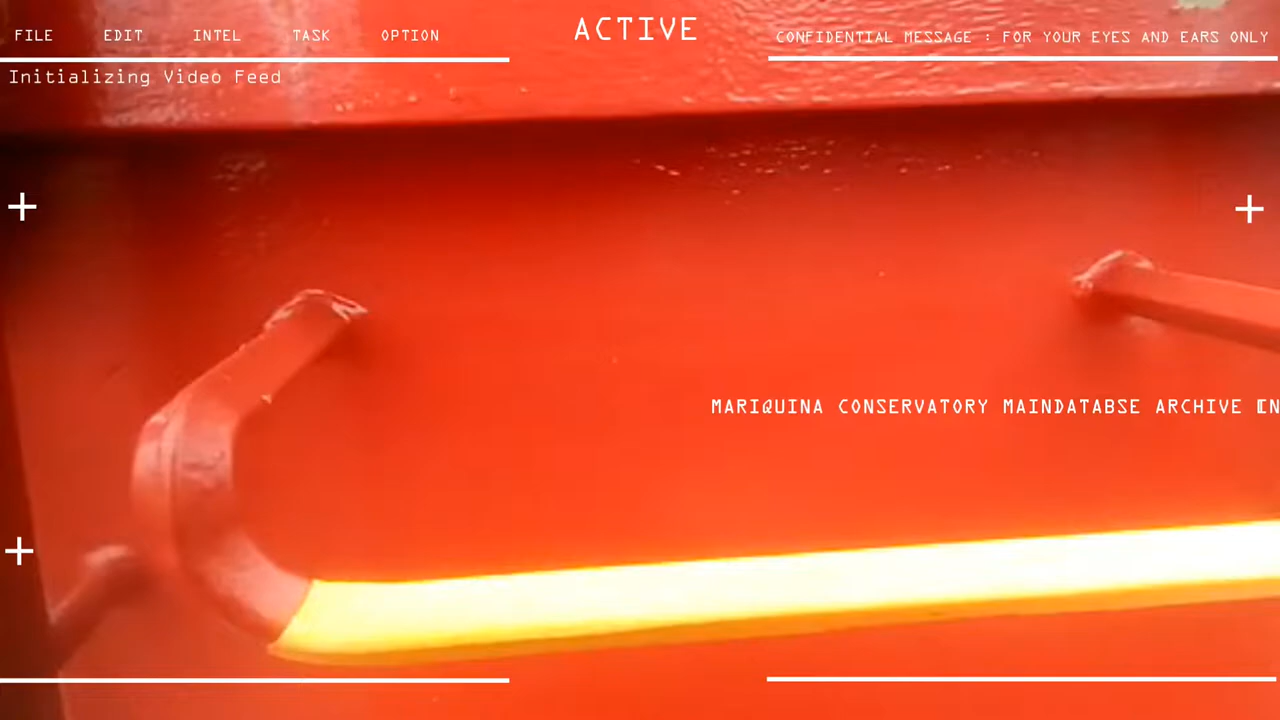 FILE EDIT INTEL TASK OPTION
ACTIVE
CONFIDENTIAL MESSAGE : FOR YOUR EYES AND EARS ONLY
Initializing Video Feed
MARIQUINA CONSERVATORY MAINDATABSE ARCHIVE